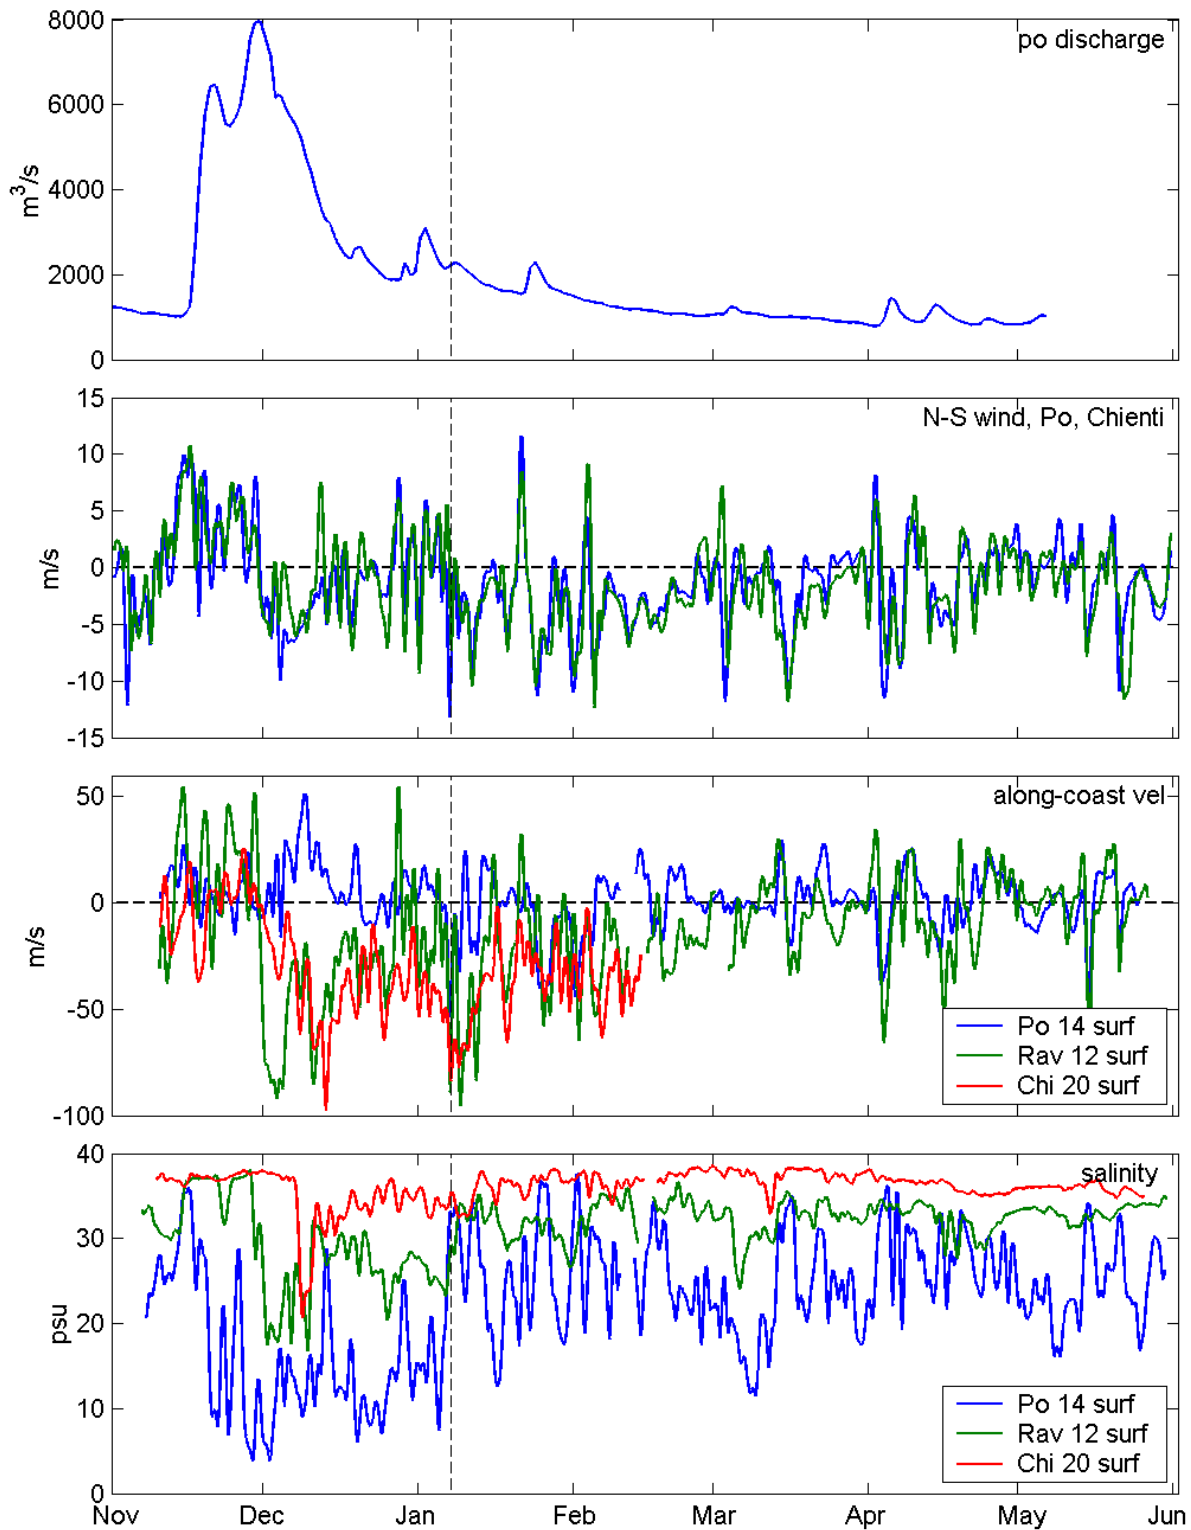 8000
po discharge
6000
4000
2000
0
m3/s
15
N-S wind, Po, Chienti
10
5
0
-5
-10
-15
m/s
50
along-coast vel
0
-50
-100
m/s
Po 14 surf
Rav 12 surf
Chi 20 surf
40
salinity
30
20
10
0
psu
Po 14 surf
Rav 12 surf
Chi 20 surf
Nov Dec Jan Feb Mar Apr May Jun